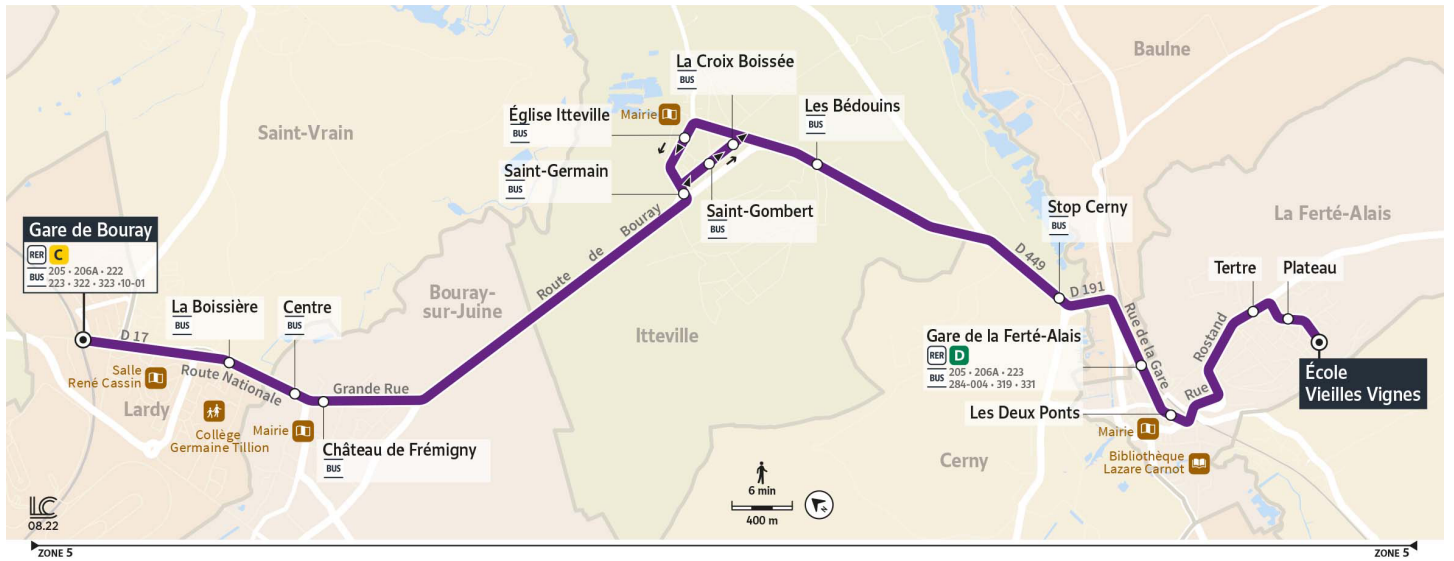 Baulne
La Croix Boissée
BUS
Les Bédouins
BUS
Église Itteville
BUS
Mairie
Saint-Vrain
Saint-Germain
BUS
Saint-Gombert
BUS
Stop Cerny
BUS
La Ferté-Alais
Gare de Bouray
RER C
BUS
205 • 206A • 222
223 • 322 • 323 •10-01
Route de Bouray
D 449
Tertre
Plateau
D 191
Bouray-
sur-Juine
La Boissière
BUS
Centre
BUS
D 17
Itteville
Gare de la Ferté-Alais
RER D
BUS
205 • 206A • 223
284-004 • 319 • 331
Rue de la Gare
Rue Rostand
École
Vieilles Vignes
Salle
René Cassin
Route Nationale
Grande Rue
Lardy
Collège
Germaine Tillion
Mairie
Château de Frémigny
BUS
Les Deux Ponts
Mairie
Bibliothèque
Lazare Carnot
Cerny
6 min
400 m
N
LC
08.22
ZONE 5
ZONE 5